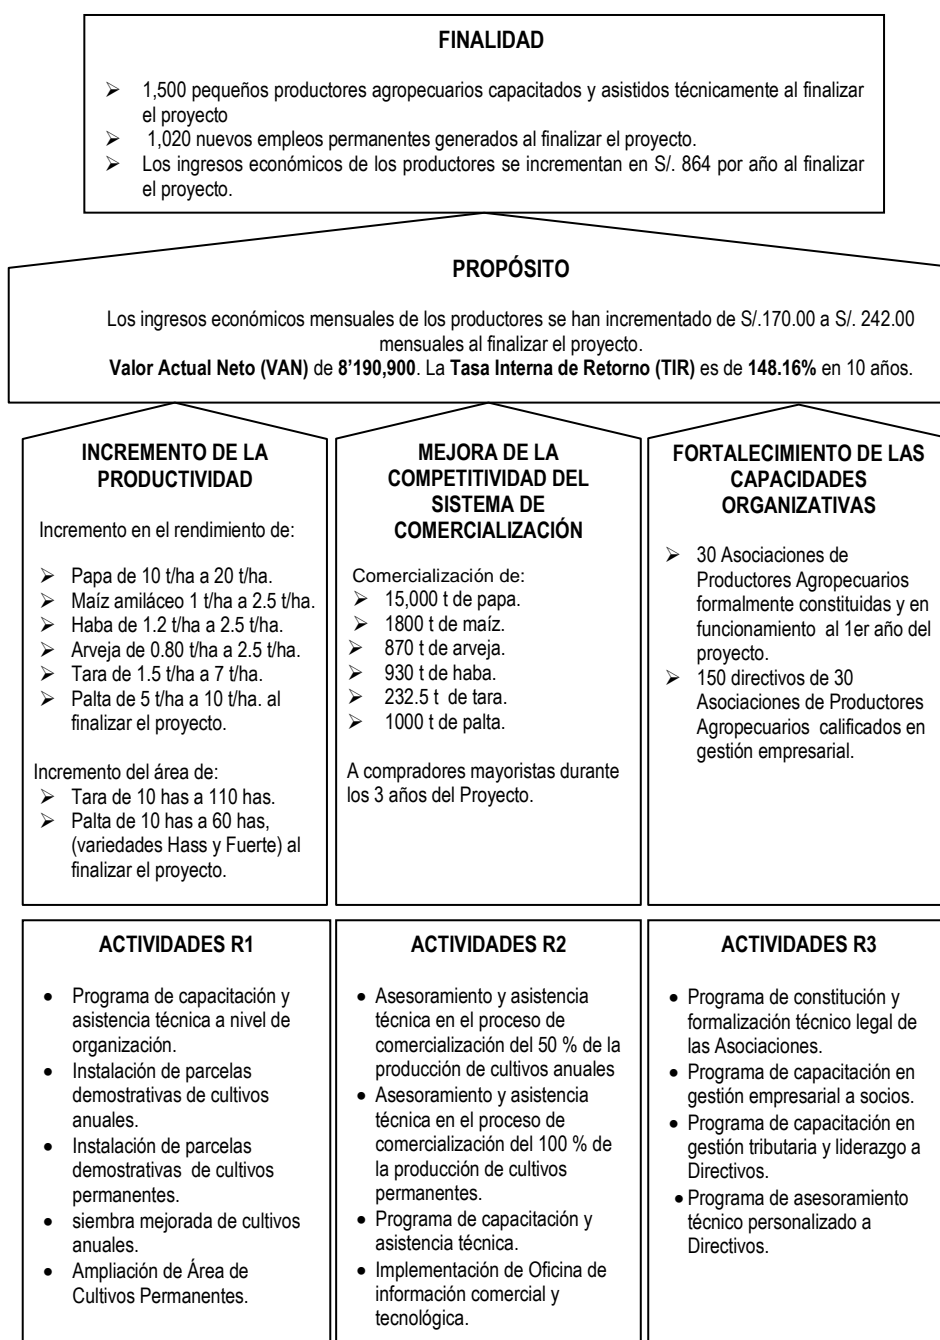 FINALIDAD
➢ 1,500 pequeños productores agropecuarios capacitados y asistidos técnicamente al finalizar
el proyecto
➢ 1,020 nuevos empleos permanentes generados al finalizar el proyecto.
➢ Los ingresos económicos de los productores se incrementan en S/. 864 por año al finalizar
el proyecto.
PROPÓSITO
Los ingresos económicos mensuales de los productores se han incrementado de S/.170.00 a S/. 242.00
mensuales al finalizar el proyecto.
Valor Actual Neto (VAN) de 8’190,900. La Tasa Interna de Retorno (TIR) es de 148.16% en 10 años.
INCREMENTO DE LA
PRODUCTIVIDAD
Incremento en el rendimiento de:
➢ Papa de 10 t/ha a 20 t/ha.
➢ Maíz amiláceo 1 t/ha a 2.5 t/ha.
➢ Haba de 1.2 t/ha a 2.5 t/ha.
➢ Arveja de 0.80 t/ha a 2.5 t/ha.
➢ Tara de 1.5 t/ha a 7 t/ha.
➢ Palta de 5 t/ha a 10 t/ha. al
finalizar el proyecto.
Incremento del área de:
➢ Tara de 10 has a 110 has.
➢ Palta de 10 has a 60 has,
(variedades Hass y Fuerte) al
finalizar el proyecto.
MEJORA DE LA
COMPETITIVIDAD DEL
SISTEMA DE
COMERCIALIZACIÓN
Comercialización de:
➢ 15,000 t de papa.
➢ 1800 t de maíz.
➢ 870 t de arveja.
➢ 930 t de haba.
➢ 232.5 t de tara.
➢ 1000 t de palta.
A compradores mayoristas durante
los 3 años del Proyecto.
FORTALECIMIENTO DE LAS
CAPACIDADES
ORGANIZATIVAS
➢ 30 Asociaciones de
Productores Agropecuarios
formalmente constituidas y en
funcionamiento al 1er año del
proyecto.
➢ 150 directivos de 30
Asociaciones de Productores
Agropecuarios calificados en
gestión empresarial.
ACTIVIDADES R1
• Programa de capacitación y
asistencia técnica a nivel de
organización.
• Instalación de parcelas
demostrativas de cultivos
anuales.
• Instalación de parcelas
demostrativas de cultivos
permanentes.
• siembra mejorada de cultivos
anuales.
• Ampliación de Área de
Cultivos Permanentes.
ACTIVIDADES R2
• Asesoramiento y asistencia
técnica en el proceso de
comercialización del 50 % de la
producción de cultivos anuales
• Asesoramiento y asistencia
técnica en el proceso de
comercialización del 100 % de
la producción de cultivos
permanentes.
• Programa de capacitación y
asistencia técnica.
• Implementación de Oficina de
información comercial y
tecnológica.
ACTIVIDADES R3
• Programa de constitución y
formalización técnico legal de
las Asociaciones.
• Programa de capacitación en
gestión empresarial a socios.
• Programa de capacitación en
gestión tributaria y liderazgo a
Directivos.
• Programa de asesoramiento
técnico personalizado a
Directivos.